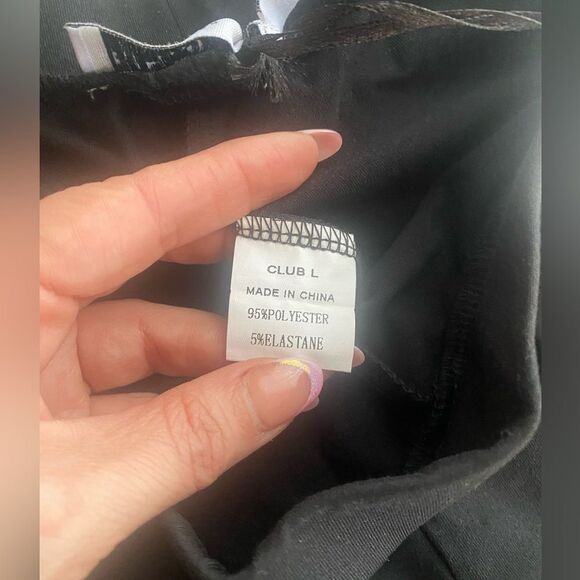 CLUB L
MADE IN CHINA
95%POLYESTER
5%ELASTANE